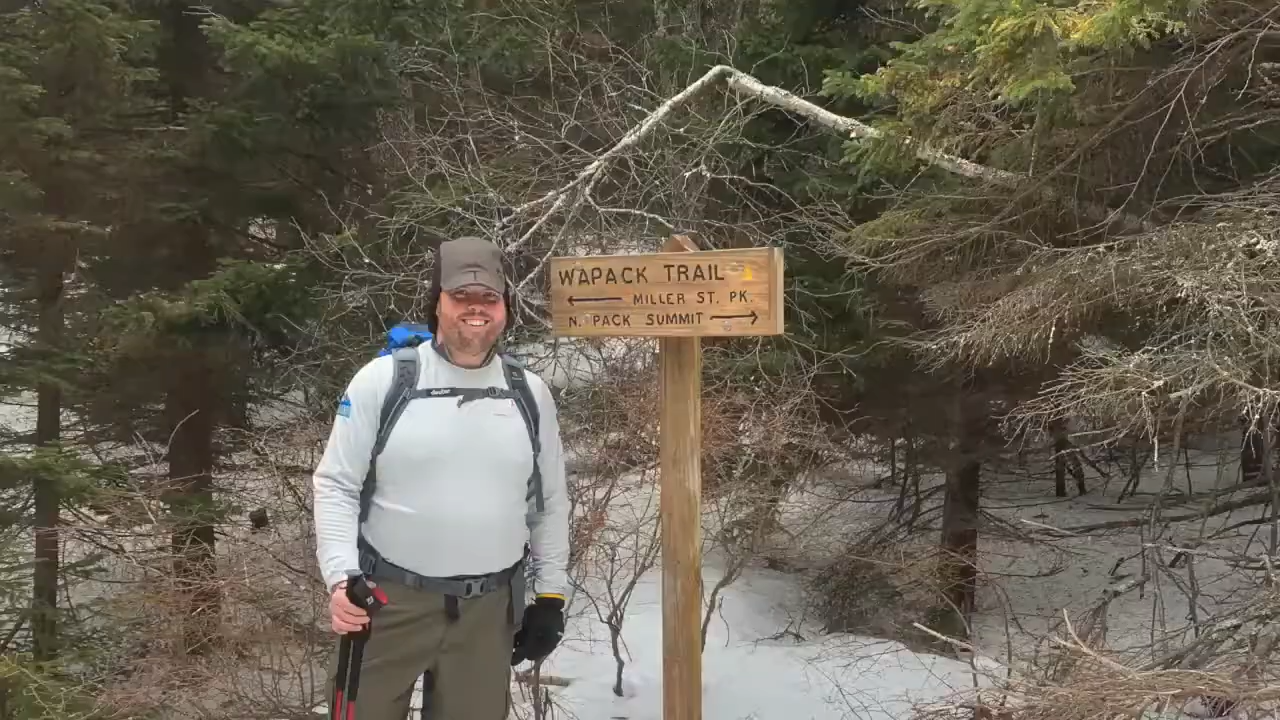 WAPACK TRAIL
← MILLER ST. PK.
N. PACK SUMMIT →